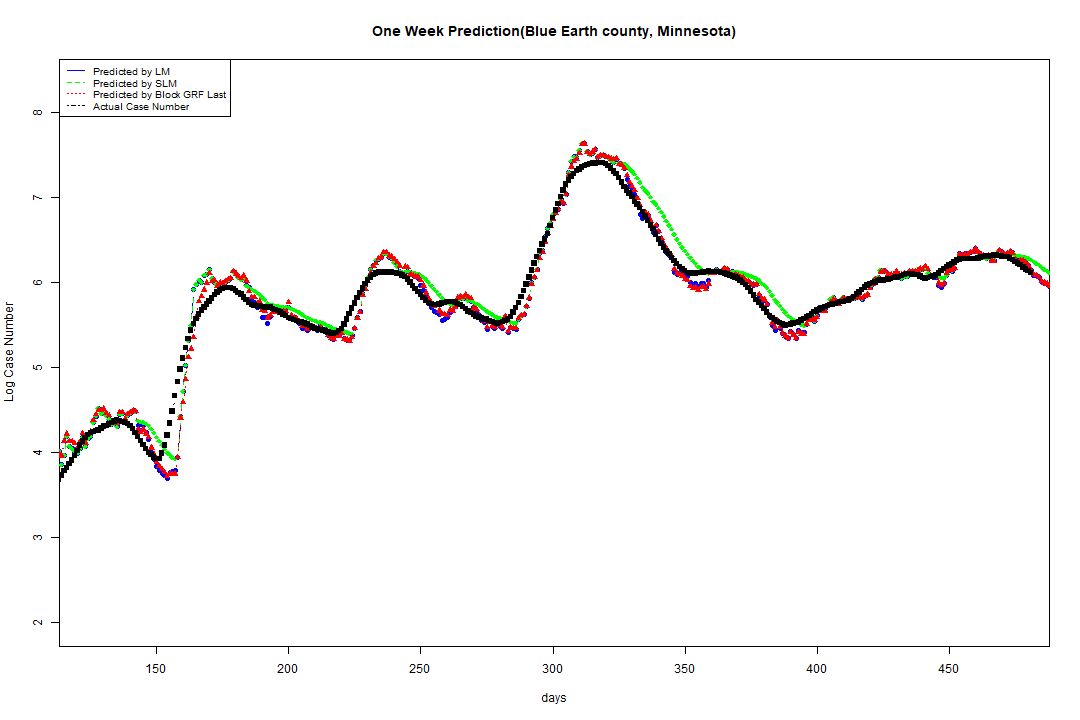 One Week Prediction(Blue Earth county, Minnesota)
Predicted by LM
Predicted by SLM
Predicted by Block GRF Last
Actual Case Number
8
7
6
5
4
3
2
Log Case Number
150 200 250 300 350 400 450
days